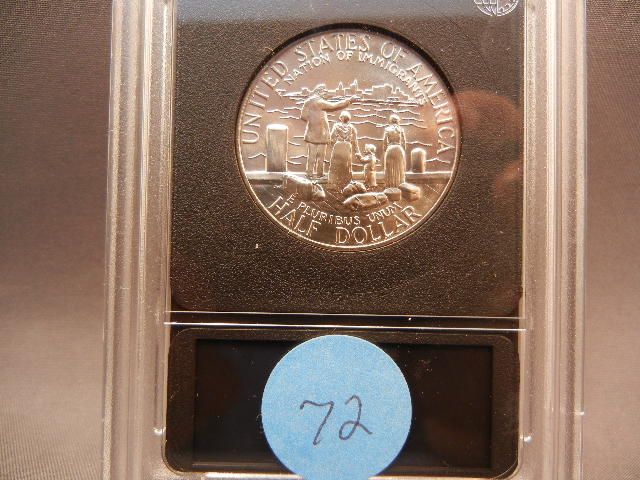 UNITED STATES OF AMERICA
A NATION OF IMMIGRANTS
E PLURIBUS UNUM
HALF DOLLAR
72